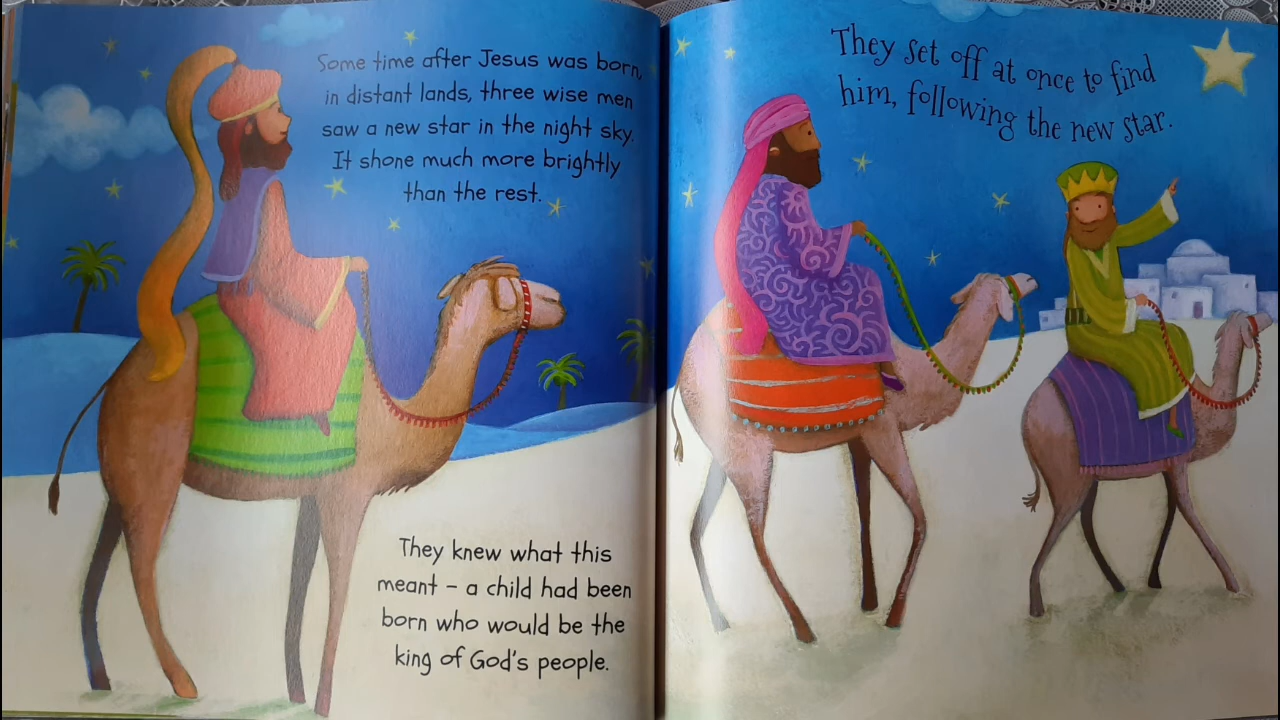 Some time after Jesus was born,
in distant lands, three wise men
saw a new star in the night sky.
It shone much more brightly
than the rest.
They knew what this
meant – a child had been
born who would be the
king of God's people.
They set off at once to find
him, following the new star.